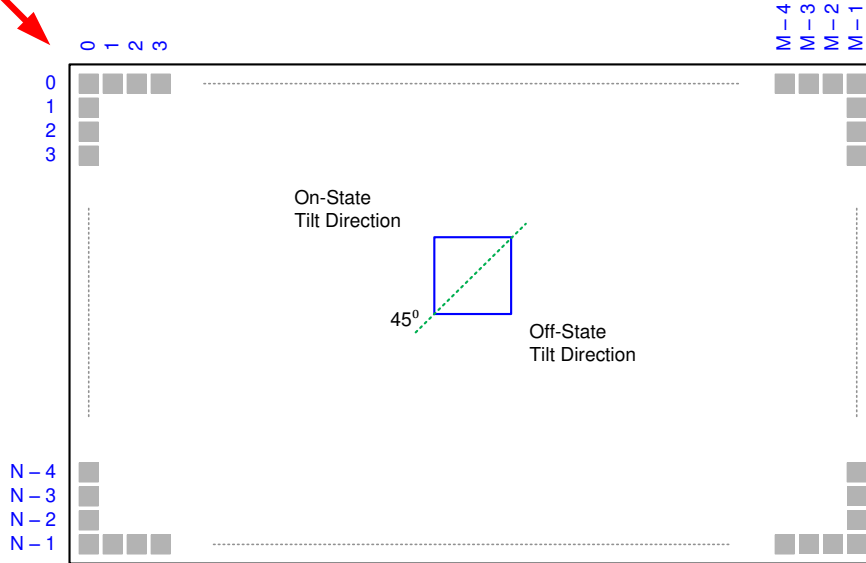 0 1 2 3
M – 4 M – 3 M – 2 M – 1
0
1
2
3
On-State
Tilt Direction
45⁰
Off-State
Tilt Direction
N – 4
N – 3
N – 2
N – 1